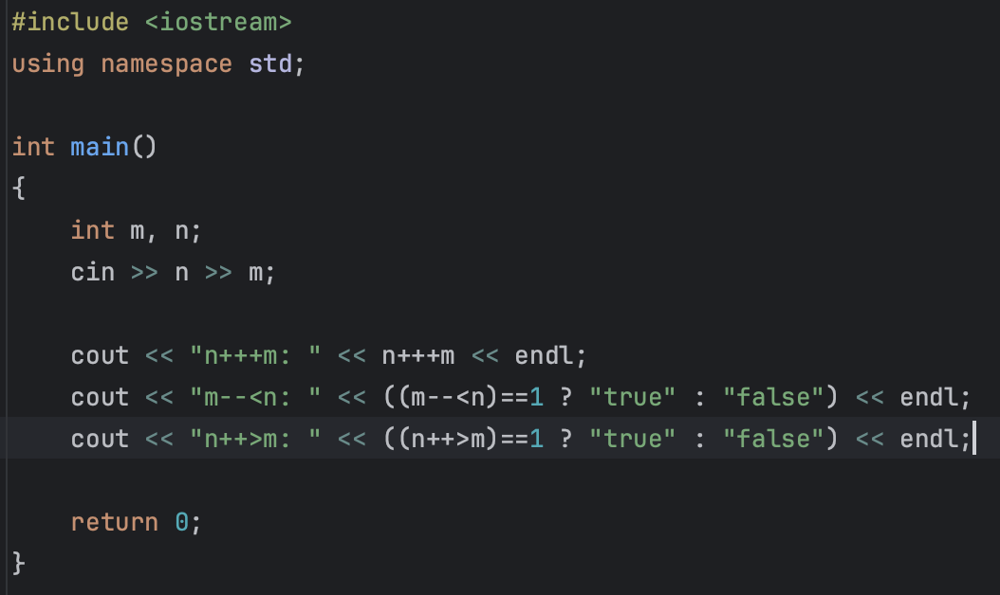 #include <iostream>
using namespace std;
int main()
{
    int m, n;
    cin >> n >> m;
    cout << "n+++m: " << n+++m << endl;
    cout << "m--<n: " << ((m--<n)==1 ? "true" : "false") << endl;
    cout << "n++>m: " << ((n++>m)==1 ? "true" : "false") << endl;
    return 0;
}